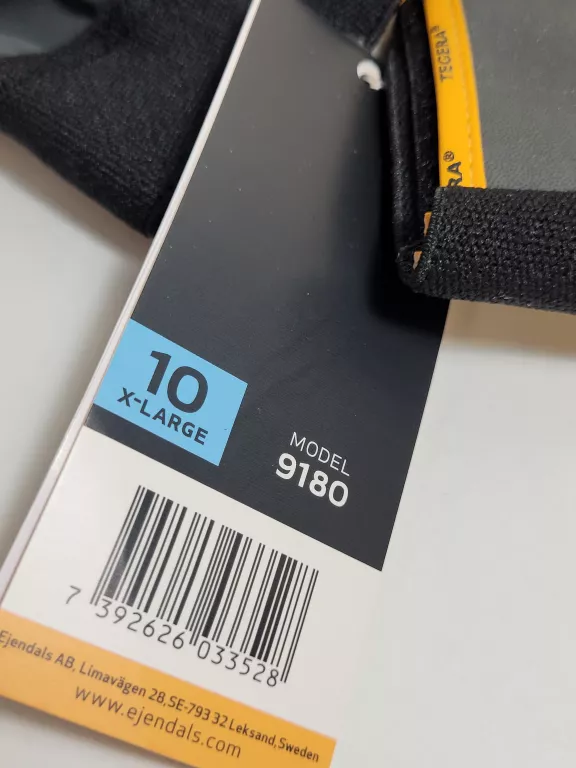 TEGERA®
RA®
10
X-LARGE
MODEL
9180
7 392626 033528
Ejendals AB, Limavägen 28, SE-793 32 Leksand, Sweden
www.ejendals.com